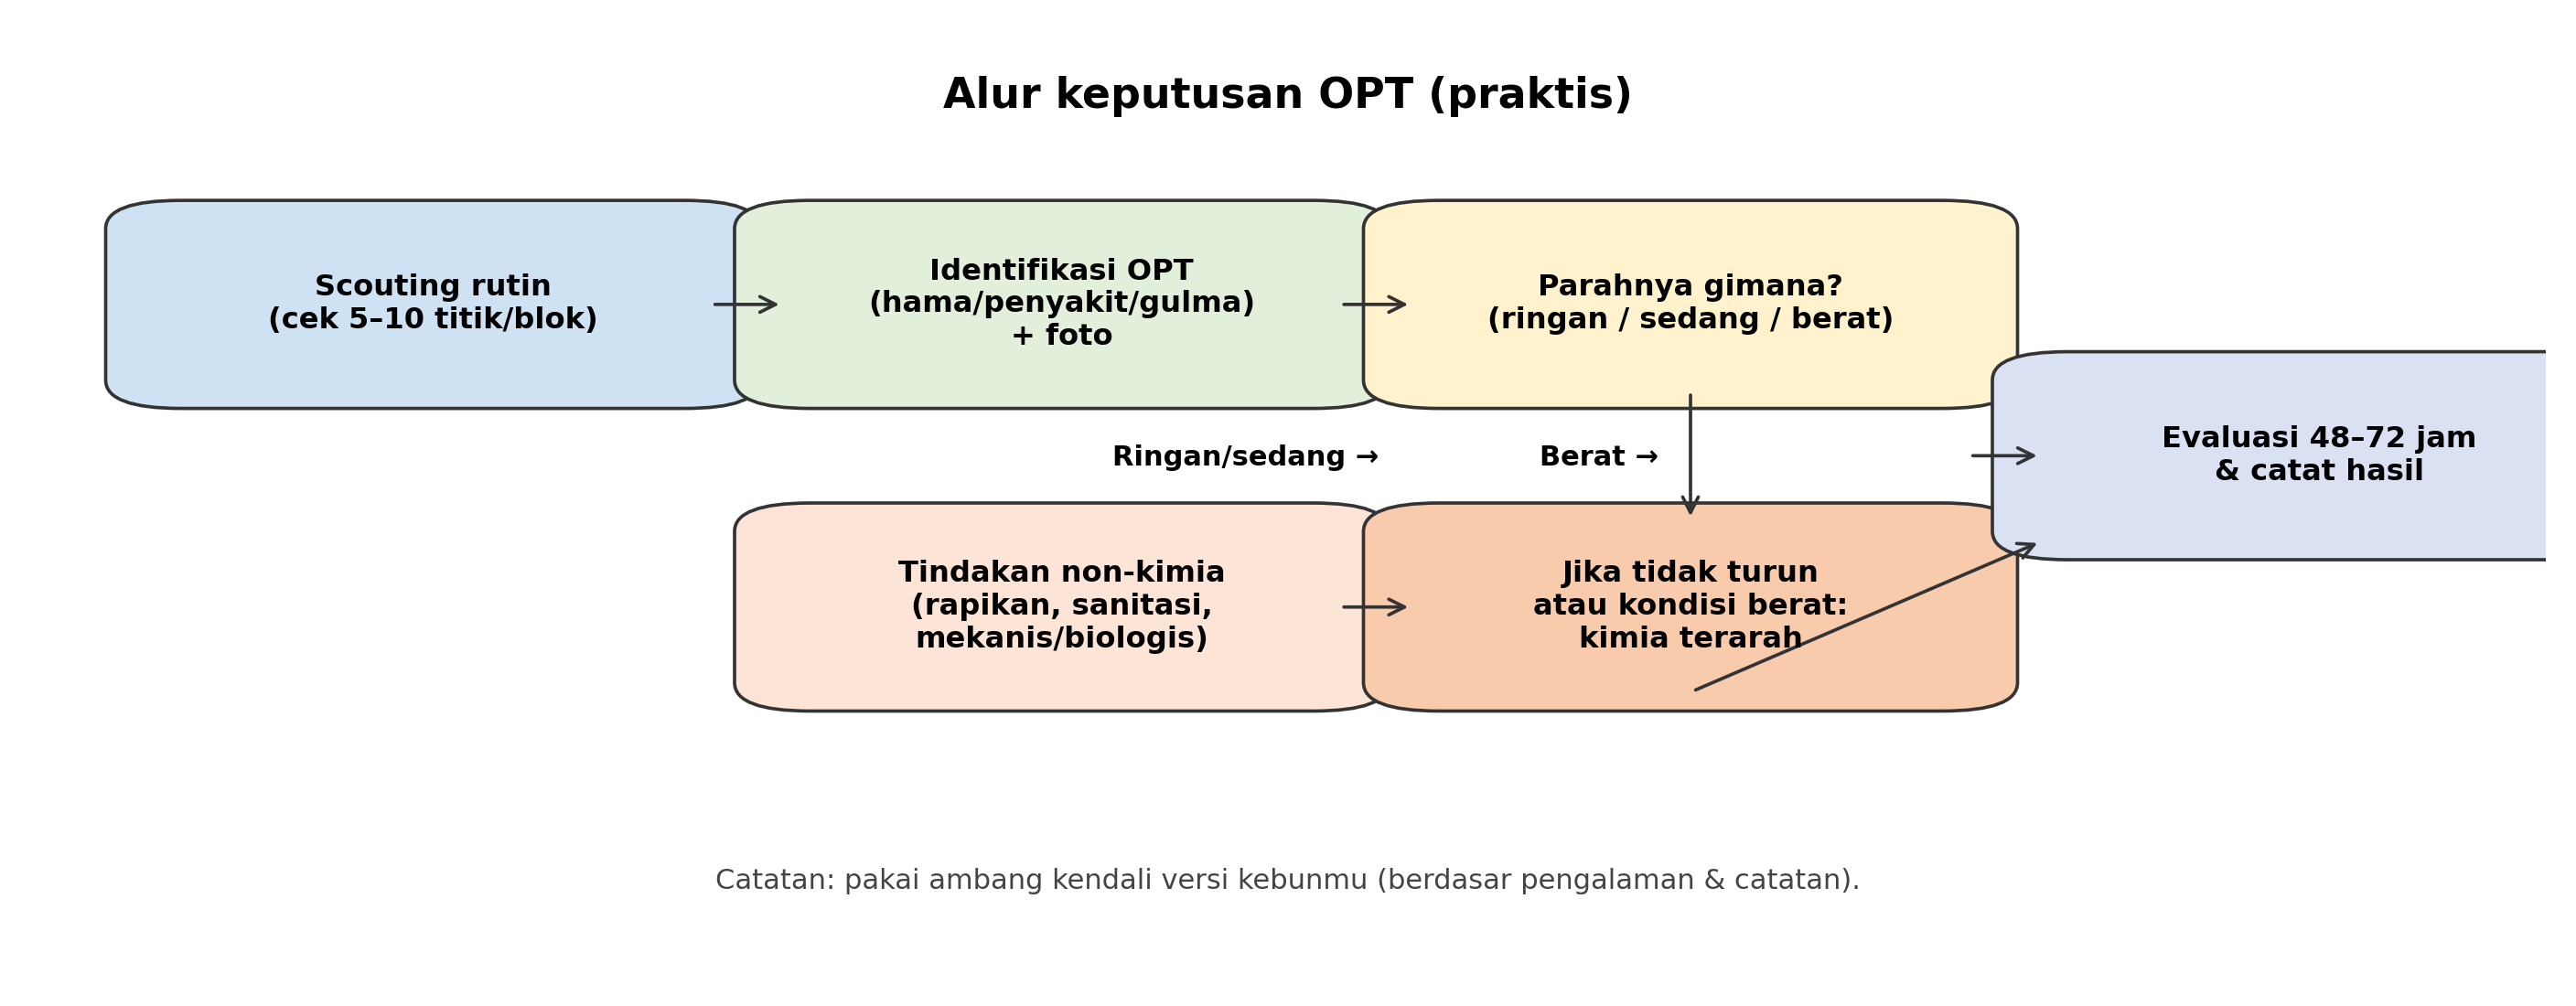 Alur keputusan OPT (praktis)
Scouting rutin
(cek 5–10 titik/blok)
Identifikasi OPT
(hama/penyakit/gulma)
+ foto
Parahnya gimana?
(ringan / sedang / berat)
Evaluasi 48–72 jam
& catat hasil
Ringan/sedang →
Berat →
Tindakan non-kimia
(rapikan, sanitasi,
mekanis/biologis)
Jika tidak turun
atau kondisi berat:
kimia terarah
Catatan: pakai ambang kendali versi kebunmu (berdasar pengalaman & catatan).